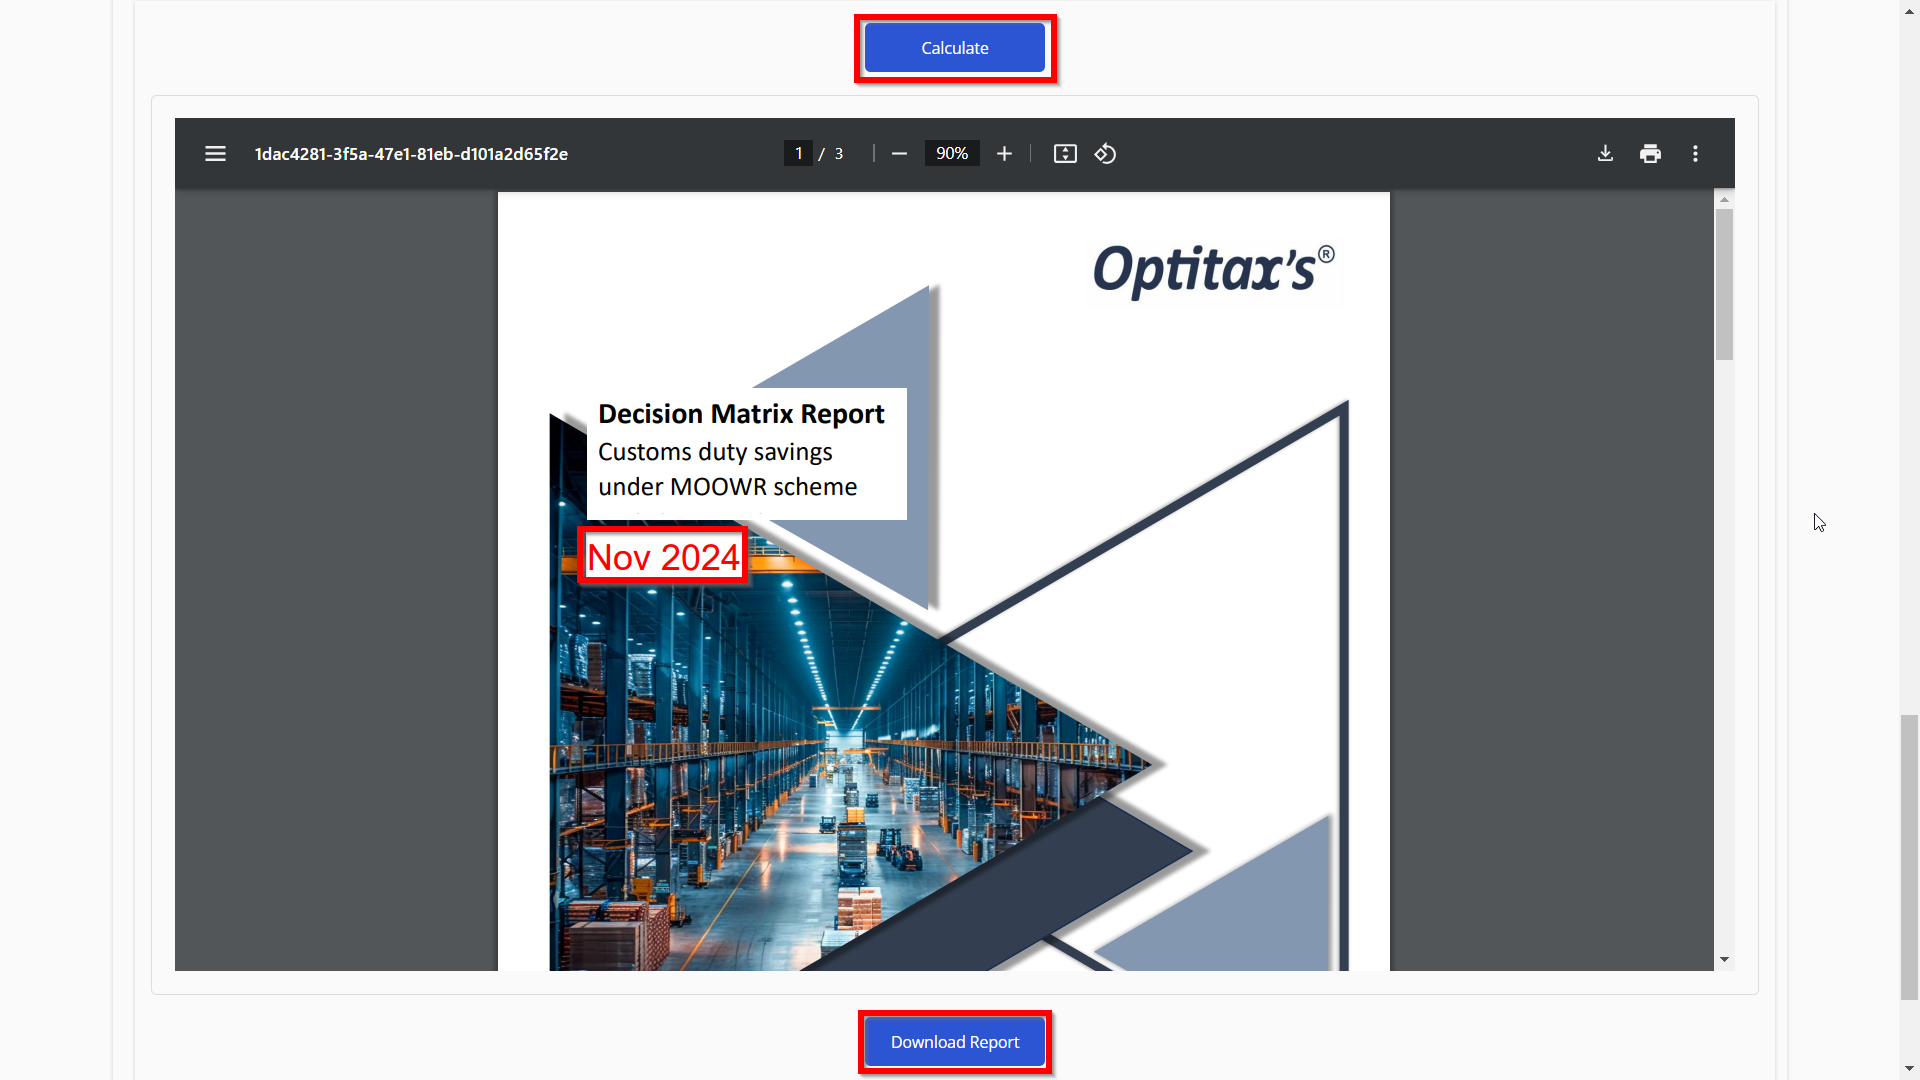 Calculate
1dac4281-3f5a-47e1-81eb-d101a2d65f2e
1 / 3
90%
Optitax's®
Decision Matrix Report
Customs duty savings
under MOOWR scheme
Nov 2024
Download Report